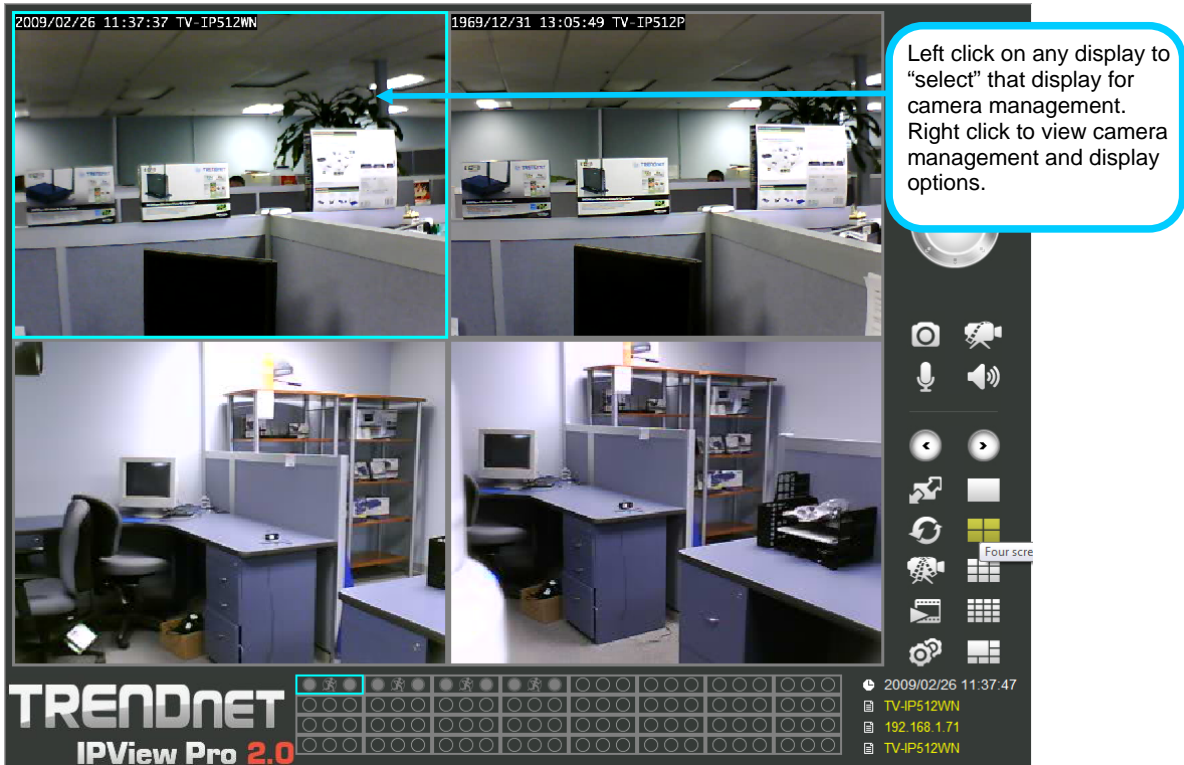 2009/02/26 11:37:37 TV-IP512WN
1969/12/31 13:05:49 TV-IP512P
Left click on any display to
“select” that display for
camera management.
Right click to view camera
management and display
options.
TRENDNET
TRENDNET
Four scre
TRENDNET
IPView Pro 2.0
2009/02/26 11:37:47
TV-IP512WN
192.168.1.71
TV-IP512WN